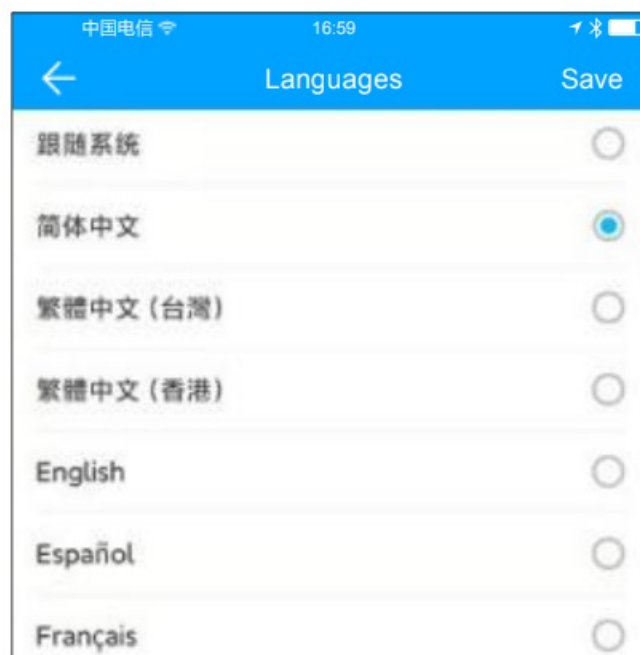 中国电信 16:59
Languages Save
跟随系统
简体中文
繁體中文 (台灣)
繁體中文 (香港)
English
Español
Français